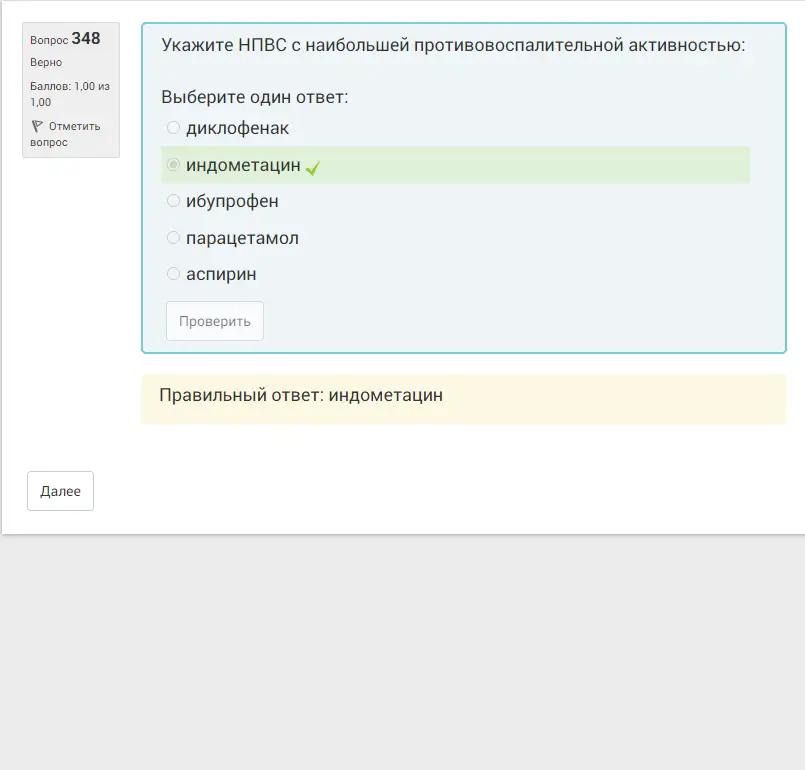 Вопрос 348
Верно
Баллов: 1,00 из
1,00
Отметить
вопрос
Укажите НПВС с наибольшей противовоспалительной активностью:
Выберите один ответ:
диклофенак
индометацин
ибупрофен
парацетамол
аспирин
Проверить
Правильный ответ: индометацин
Далее